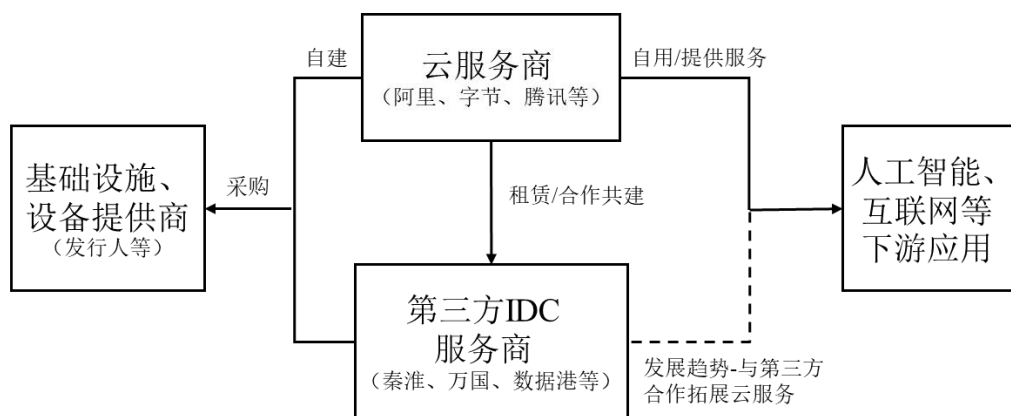 自建
云服务商
（阿里、字节、腾讯等）
自用/提供服务
基础设施、
设备提供商
（发行人等）
采购
租赁/合作共建
人工智能、
互联网等
下游应用
第三方IDC
服务商
（秦淮、万国、数据港等）
发展趋势-与第三方
合作拓展云服务